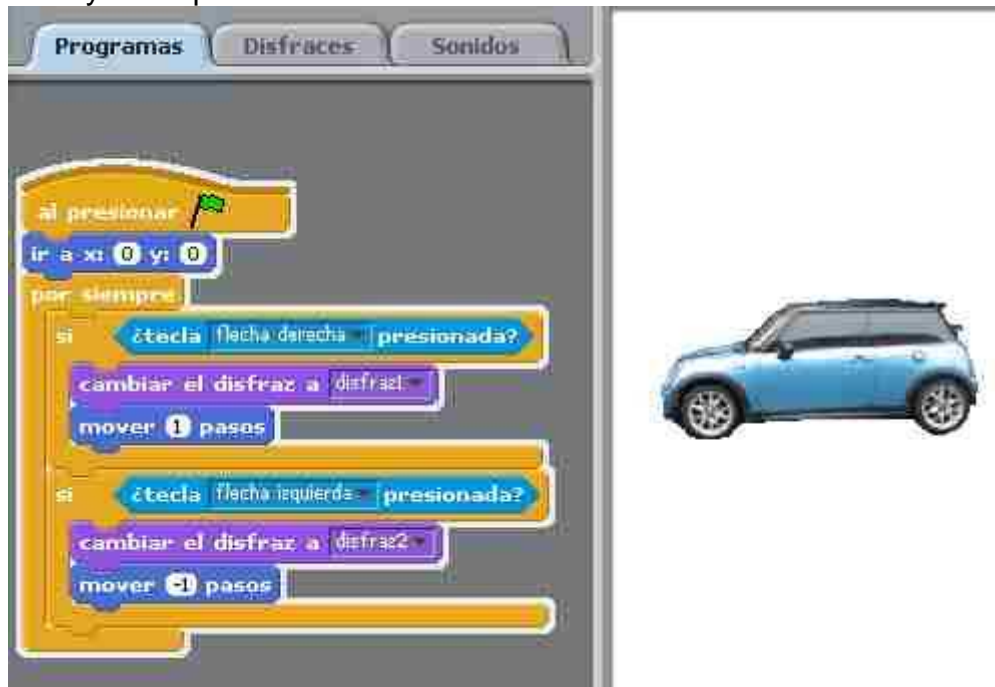 Programas Disfraces Sonidos
al presionar
ir a x: 0 y: 0
por siempre
si ¿tecla flecha derecha presionada?
cambiar el disfraz a disfraz1
mover 1 pasos
si ¿tecla flecha izquierda presionada?
cambiar el disfraz a disfraz2
mover -1 pasos